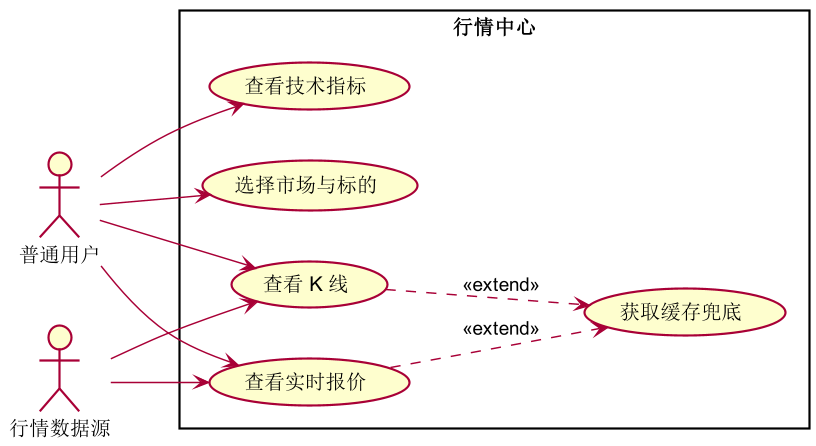 行情中心
查看技术指标
选择市场与标的
普通用户
查看 K 线
«extend»
获取缓存兜底
«extend»
查看实时报价
行情数据源